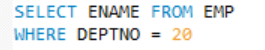 SELECT ENAME FROM EMP
WHERE DEPTNO = 20